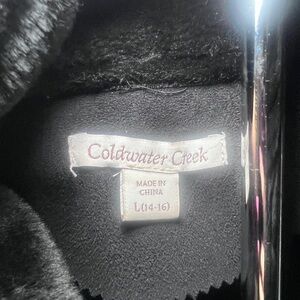 Coldwater Creek
MADE IN
CHINA
L(14-16)